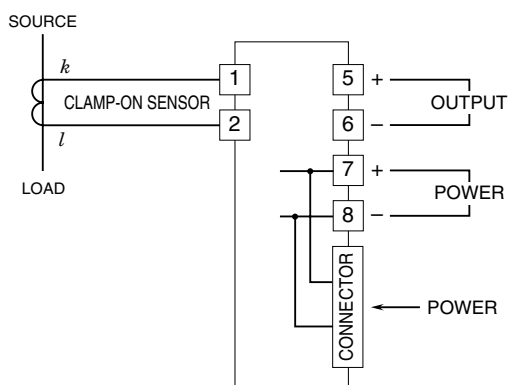 SOURCE
k
CLAMP-ON SENSOR
l
LOAD
1
2
5 +
6 −
OUTPUT
7 +
8 −
POWER
CONNECTOR
POWER